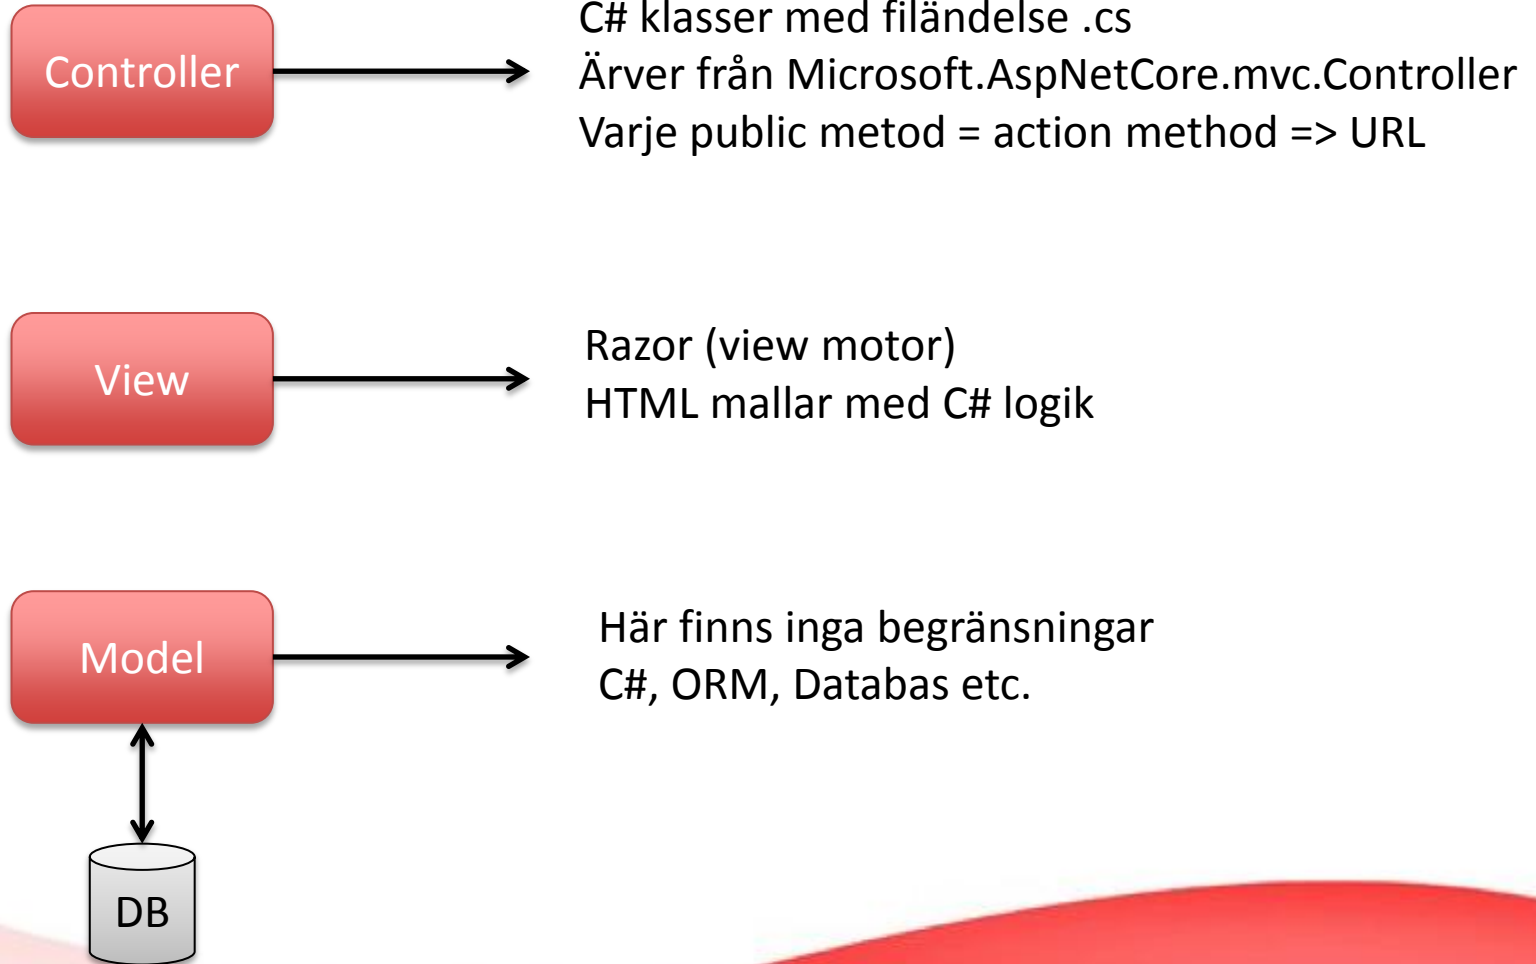 C# klasser med filändelse .cs
Controller
Ärver från Microsoft.AspNetCore.mvc.Controller
Varje public metod = action method => URL
Razor (view motor)
View
HTML mallar med C# logik
Här finns inga begränsningar
Model
C#, ORM, Databas etc.
DB